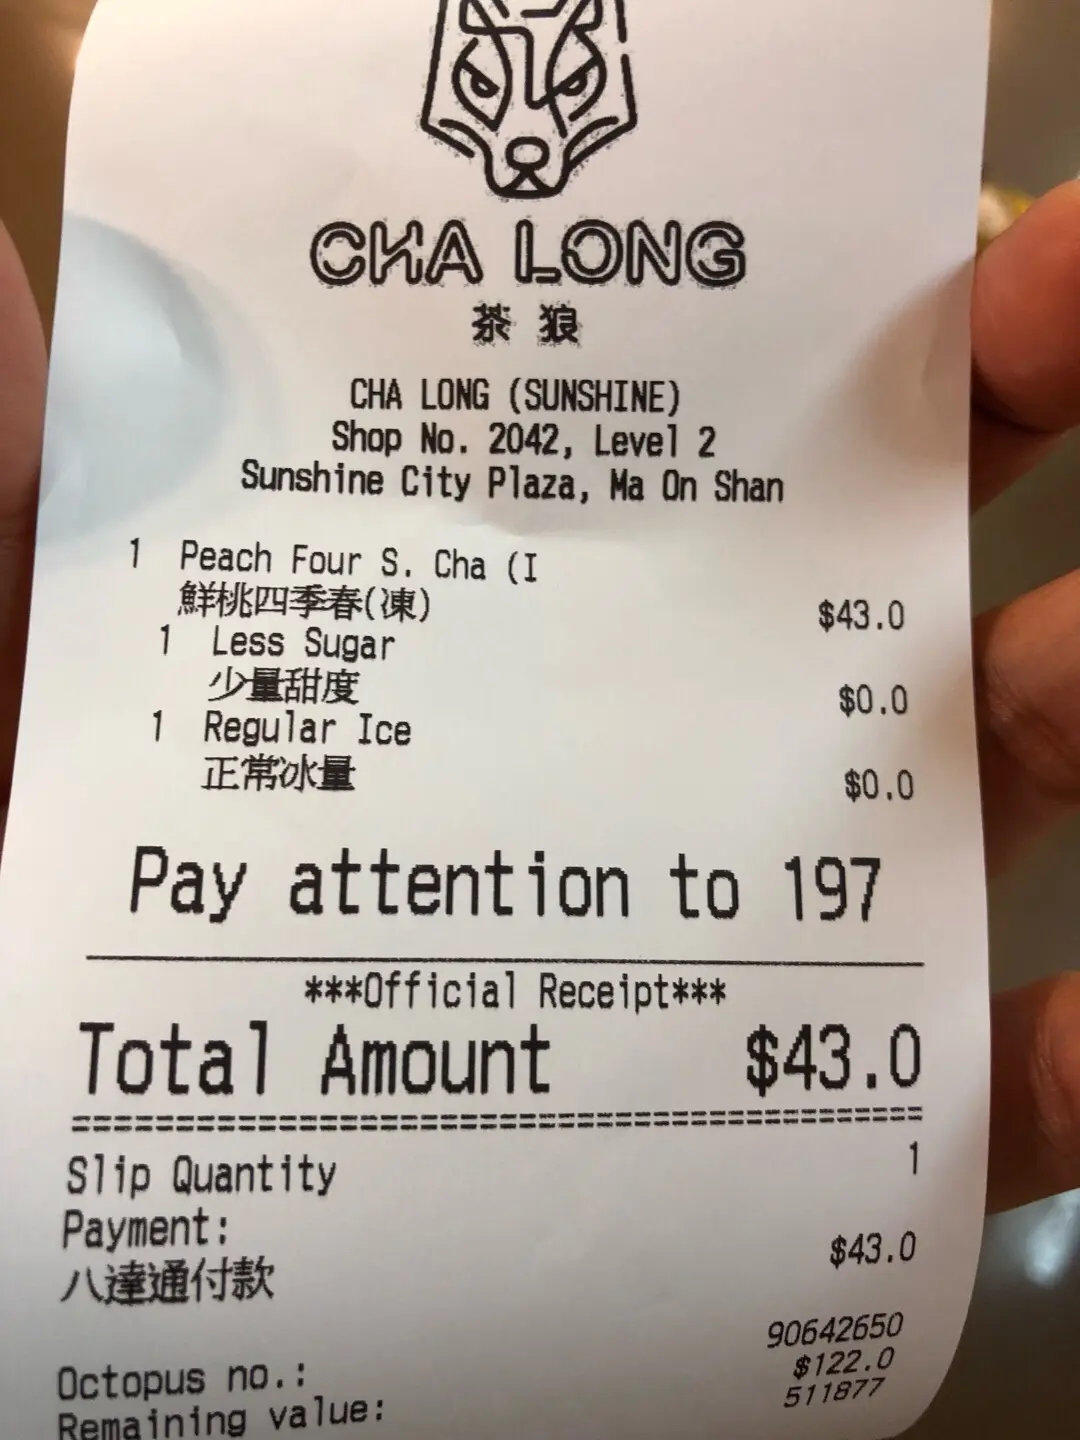 CHA LONG
茶 狼
CHA LONG (SUNSHINE)
Shop No. 2042, Level 2
Sunshine City Plaza, Ma On Shan
1 Peach Four S. Cha (I
鮮桃四季春(凍) $43.0
1 Less Sugar
少量甜度 $0.0
1 Regular Ice
正常冰量 $0.0
Pay attention to 197
***Official Receipt***
Total Amount $43.0
========================================
Slip Quantity 1
Payment:
八達通付款 $43.0
Octopus no.: 90642650
Remaining value: $122.0
511877